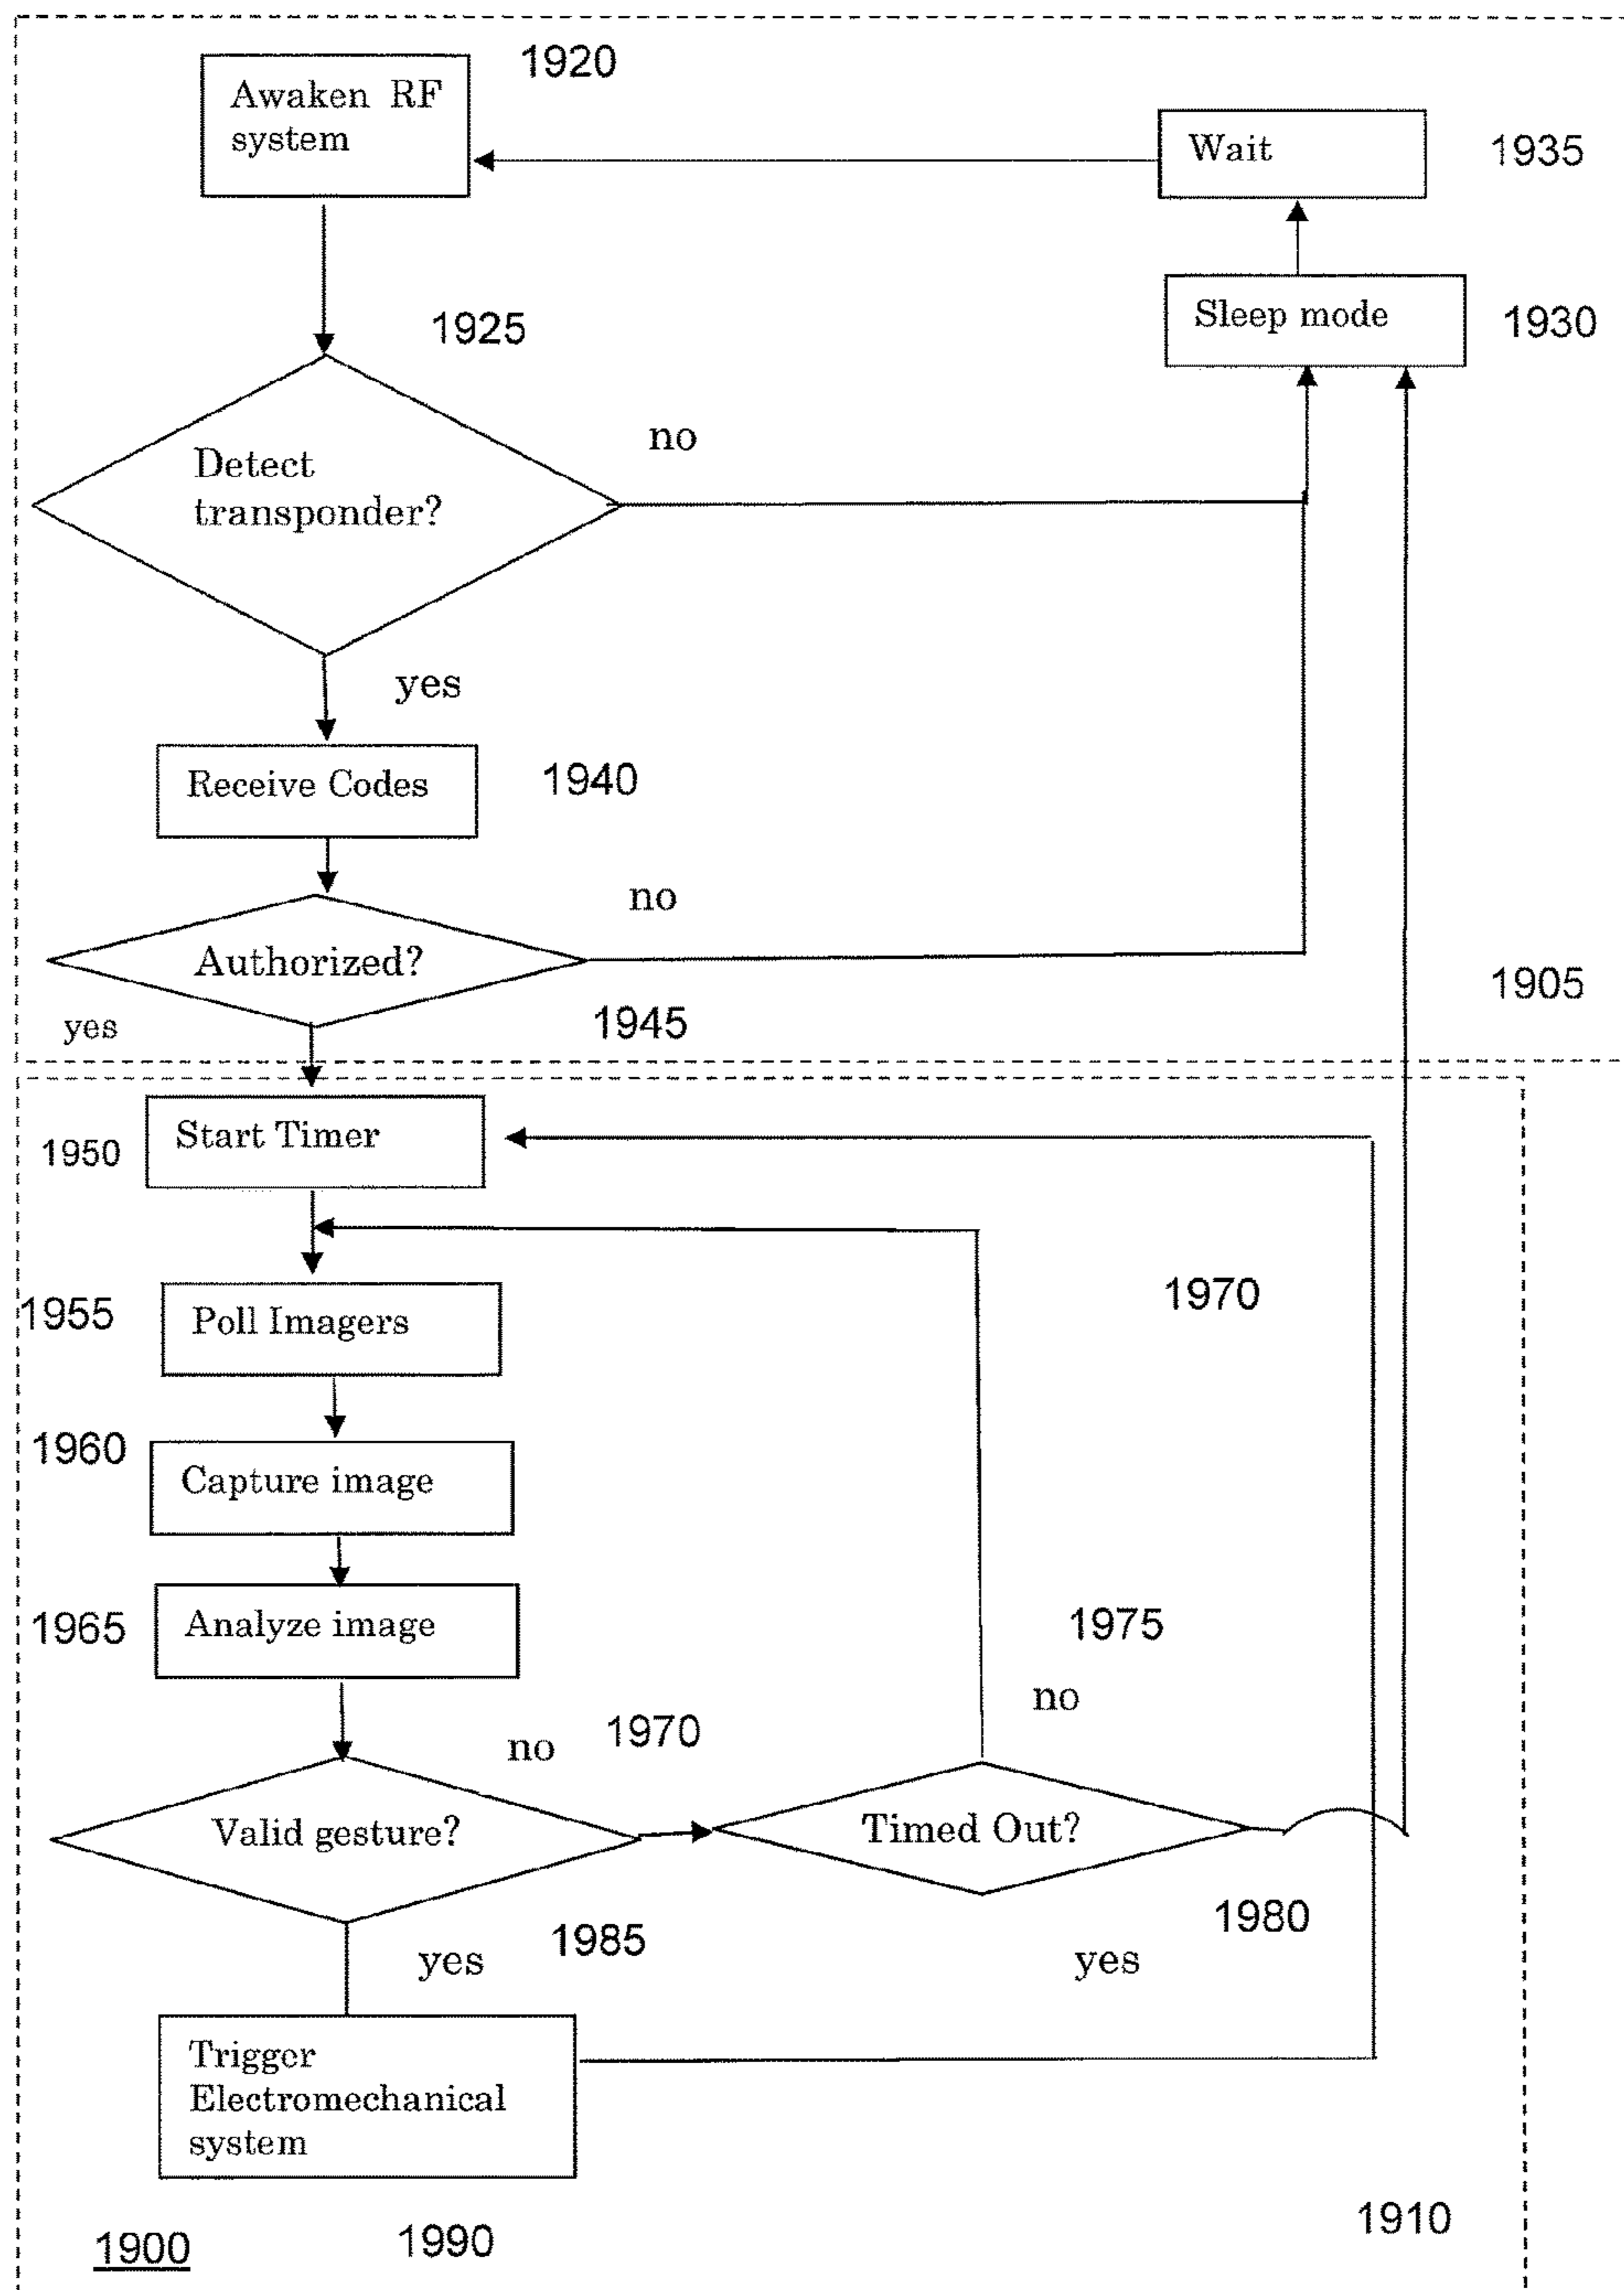 1920
Awaken RF
system
Wait
1935
Sleep mode
1930
1925
no
Detect
transponder?
yes
Receive Codes
1940
no
Authorized?
1905
yes
1945
Start Timer
1950
1970
1955
Poll Imagers
1960
Capture image
1965
Analyze image
1975
no
1970
no
Valid gesture?
Timed Out?
1980
1985
yes
yes
Trigger
Electromechanical
system
1910
1900
1990